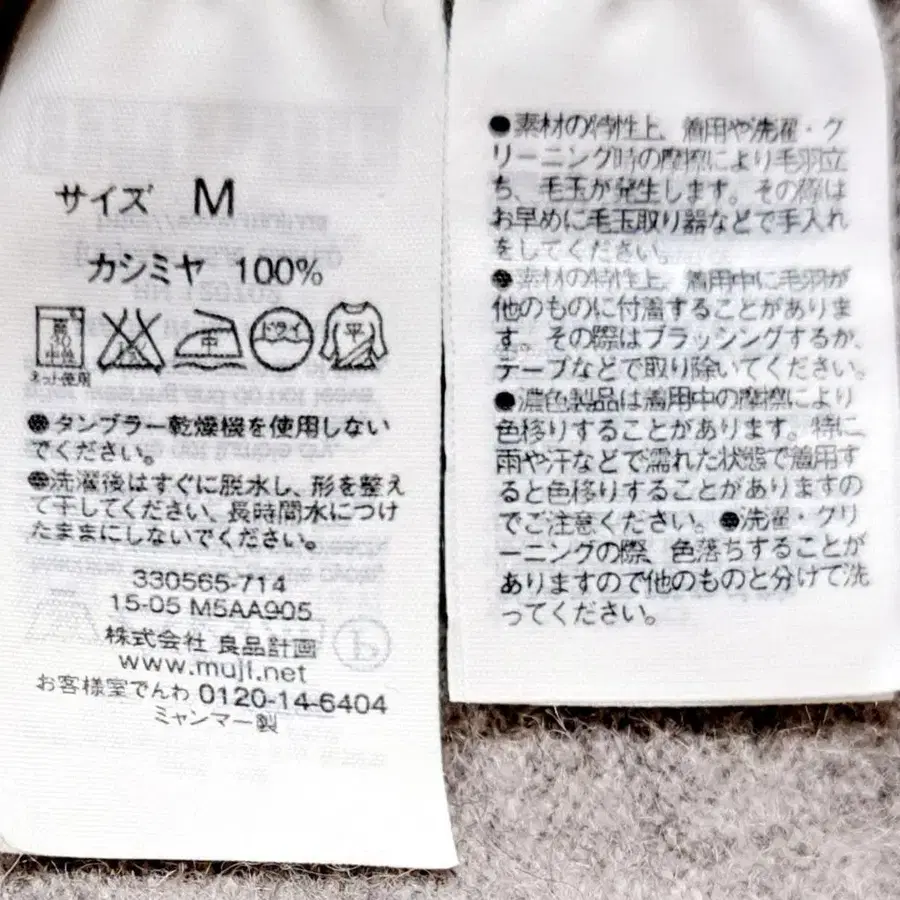 サイズ M
カシミヤ 100%
30
中性
中
ドライ
平
ネット使用
●タンブラー乾燥機を使用しない
でください。
●洗濯後はすぐに脱水し、形を整え
て干してください、長時間水につけ
たままにしないでください。
330565-714
15-05 M5AA905
株式会社 良品計画
www.muji.net
お客様室でんわ 0120-14-6404
ミャンマー製
●素材の特性上、着用や洗濯・ク
リーニング時の摩擦により毛羽立
ち、毛玉が発生します。その際は
お早めに毛玉取り器などで手入れ
をしてください。
●素材の特性上、着用中に毛羽が
他のものに付着することがありま
す。その際はブラッシングするか、
テープなどで取り除いてください。
●濃色製品は着用中の摩擦により
色移りすることがあります。特に
雨や汗などで濡れた状態で着用す
ると色移りすることがありますの
でご注意ください。●洗濯・クリ
ーニングの際、色落ちすることが
ありますので他のものと分けて洗
ってください。